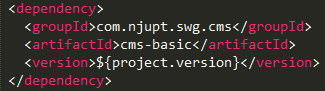 <dependency>
  <groupId>com.njupt.swg.cms</groupId>
  <artifactId>cms-basic</artifactId>
  <version>${project.version}</version>
</dependency>